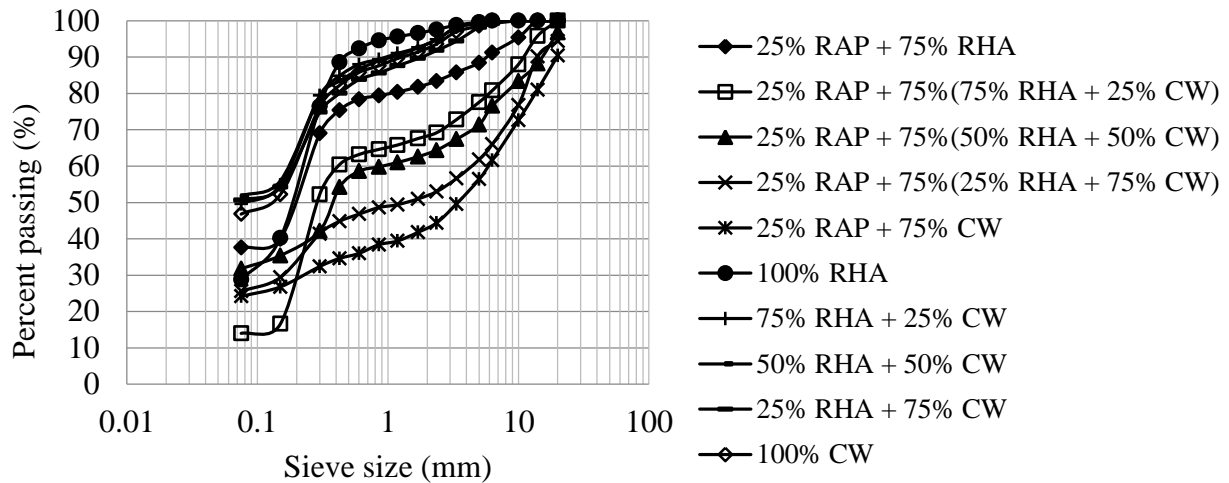 Percent passing (%)
100
90
80
70
60
50
40
30
20
10
0
0.01
0.1
1
10
100
Sieve size (mm)
25% RAP + 75% RHA
25% RAP + 75%(75% RHA + 25% CW)
25% RAP + 75%(50% RHA + 50% CW)
25% RAP + 75%(25% RHA + 75% CW)
25% RAP + 75% CW
100% RHA
75% RHA + 25% CW
50% RHA + 50% CW
25% RHA + 75% CW
100% CW